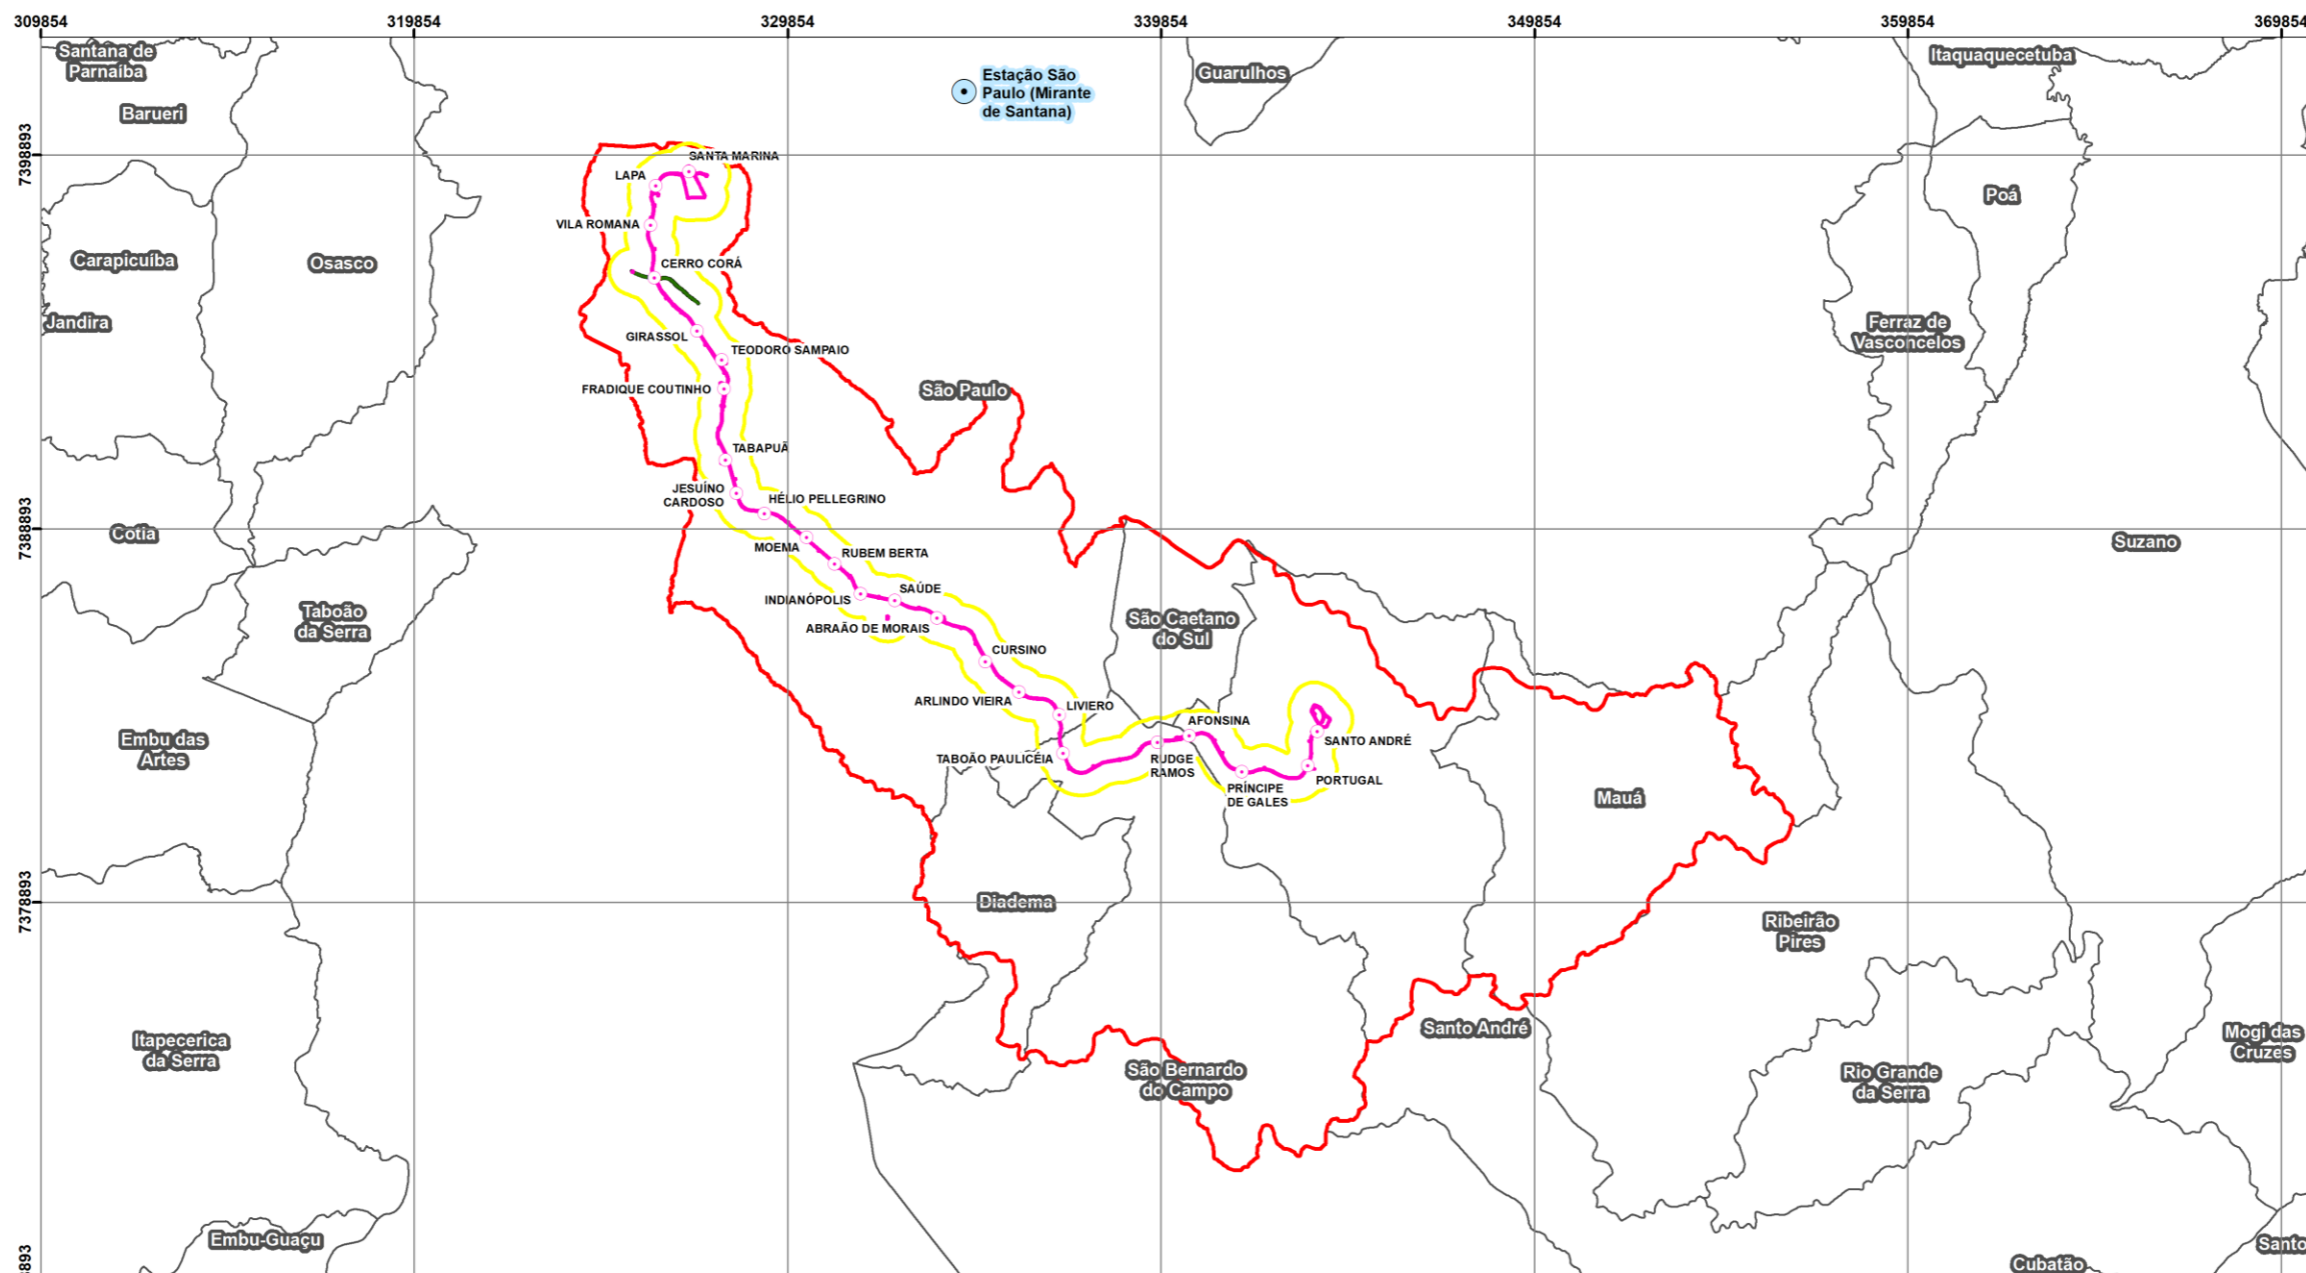 309854
319854
329854
339854
349854
359854
369854
Santana de
Parnaíba
Barueri
Estação São
Paulo (Mirante
de Santana)
Guarulhos
Itaquaquecetuba
7398893
SANTA MARINA
LAPA
VILA ROMANA
CERRO CORÁ
Poá
Carapicuíba
Osasco
Jandira
GIRASSOL
TEODORO SAMPAIO
FRADIQUE COUTINHO
São Paulo
Ferraz de
Vasconcelos
TABAPUÃ
JESUÍNO
CARDOSO
HÉLIO PELLEGRINO
7388893
Cotia
MOEMA
RUBEM BERTA
Suzano
INDIANÓPOLIS
SAÚDE
ABRAÃO DE MORAIS
Taboão
da Serra
São Caetano
do Sul
CURSINO
ARLINDO VIEIRA
LIVIERO
AFONSINA
SANTO ANDRÉ
Embu das
Artes
TABOÃO PAULICÉIA
RUDGE
RAMOS
PRÍNCIPE
DE GALES
PORTUGAL
Mauá
7378893
Diadema
Ribeirão
Pires
Itapecerica
da Serra
Santo André
São Bernardo
do Campo
Rio Grande
da Serra
Mogi das
Cruzes
Embu-Guaçu
Santo
Cubatão
893